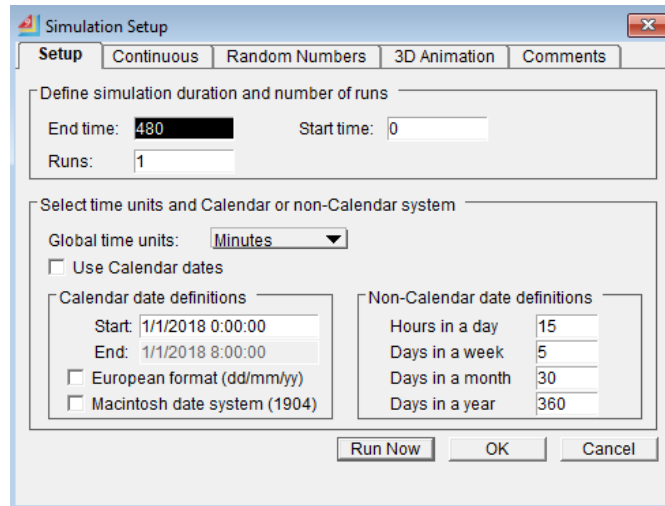 Simulation Setup
Setup Continuous Random Numbers 3D Animation Comments
Define simulation duration and number of runs
End time: 480 Start time: 0
Runs: 1
Select time units and Calendar or non-Calendar system
Global time units: Minutes
Use Calendar dates
Calendar date definitions
Start: 1/1/2018 0:00:00
End: 1/1/2018 8:00:00
European format (dd/mm/yy)
Macintosh date system (1904)
Non-Calendar date definitions
Hours in a day 15
Days in a week 5
Days in a month 30
Days in a year 360
Run Now OK Cancel